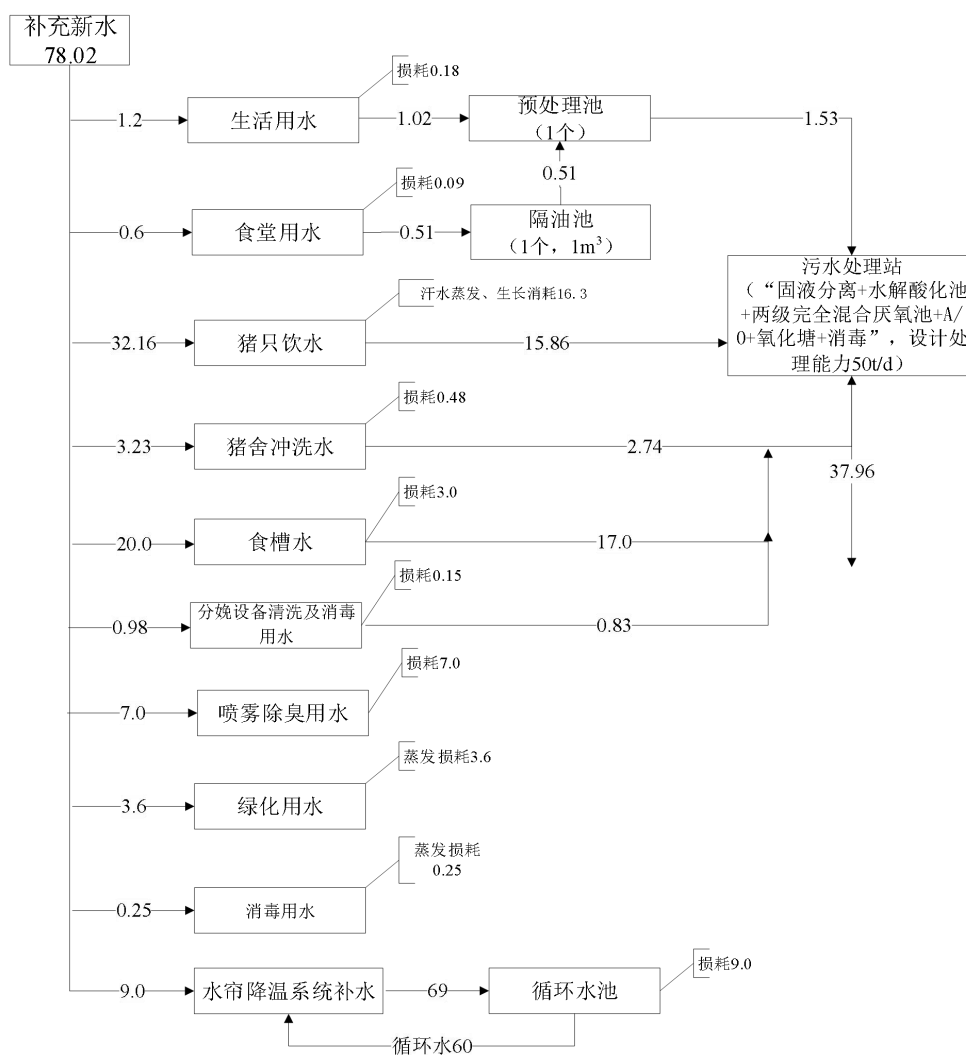 补充新水
78.02
损耗0.18
1.2
生活用水
1.02
预处理池
（1个）
1.53
0.51
损耗0.09
0.6
食堂用水
0.51
隔油池
（1个，1m³）
污水处理站
（“固液分离+水解酸化池
+两级完全混合厌氧池+A/
O+氧化塘+消毒”，设计处
理能力50t/d）
汗水蒸发、生长消耗16.3
32.16
猪只饮水
15.86
损耗0.48
3.23
猪舍冲洗水
2.74
37.96
损耗3.0
20.0
食槽水
17.0
损耗0.15
0.98
分娩设备清洗及消毒
用水
0.83
损耗7.0
7.0
喷雾除臭用水
蒸发损耗3.6
3.6
绿化用水
蒸发损耗
0.25
0.25
消毒用水
损耗9.0
9.0
水帘降温系统补水
69
循环水池
循环水60